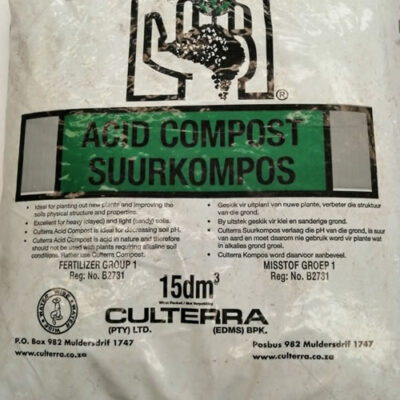 ®
ACID COMPOST
SUURKOMPOS
• Ideal for planting out new plants and improving the
soils physical structure and properties.
• Excellent for heavy (clayed) and light (sandy) soils.
• Culterra Acid Compost is ideal for decreasing soil pH.
• Culterra Acid Compost is acid in nature and therefore
should not be used with plants requiring alkaline soil
conditions. Rather use Culterra Compost.
FERTILIZER GROUP 1
Reg: No. B2731
• Geskik vir uitplant van nuwe plante, verbeter die struktuur
van die grond.
• By uitstek geskik vir klei en sanderige grond.
• Culterra Suurkompos verlaag die pH van die grond, is suur
van aard en moet daarom nie gebruik word vir plante wat
in alkalies grond groei.
• Culterra Kompos word daarvoor aanbeveel.
MISSTOF GROEP 1
Reg: No. B2731
15dm³
When Packed / Net Verpakking
CULTERRA
(PTY) LTD. (EDMS) BPK.
WATER WISE
P.O. Box 982 Muldersdrif 1747
www.culterra.co.za
Posbus 982 Muldersdrif 1747
www.culterra.co.za